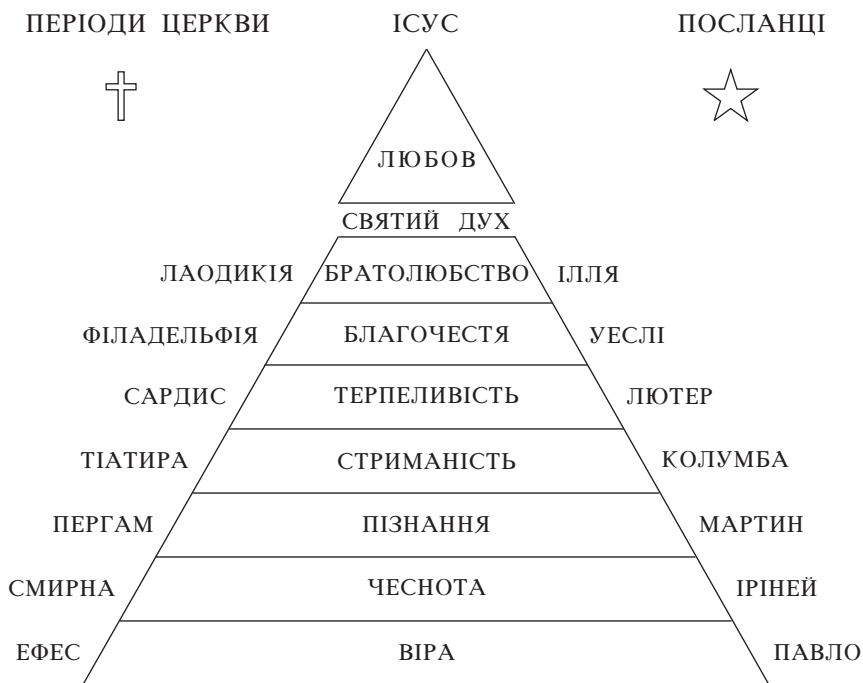 ПЕРІОДИ ЦЕРКВИ ІСУС ПОСЛАНЦІ
ЛЮБОВ
СВЯТИЙ ДУХ
ЛАОДИКІЯ БРАТОЛЮБСТВО ІЛЛЯ
ФІЛАДЕЛЬФІЯ БЛАГОЧЕСТЯ УЕСЛІ
САРДИС ТЕРПЕЛИВІСТЬ ЛЮТЕР
ТІАТИРА СТРИМАНІСТЬ КОЛУМБА
ПЕРГАМ ПІЗНАННЯ МАРТИН
СМИРНА ЧЕСНОТА ІРІНЕЙ
ЕФЕС ВІРА ПАВЛО